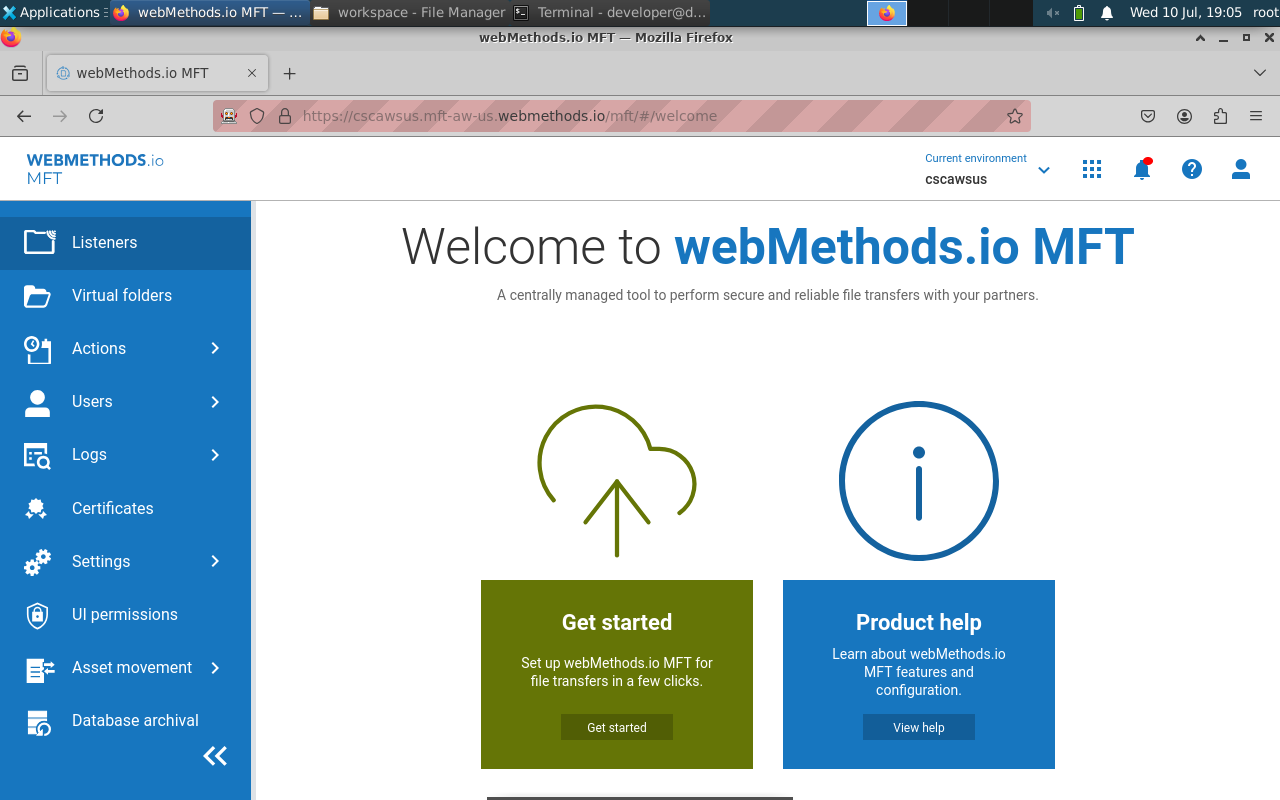 Applications
webMethods.io MFT — ...
workspace - File Manager
Terminal - developer@d...
Wed 10 Jul, 19:05
root
webMethods.io MFT — Mozilla Firefox
webMethods.io MFT
https://cscawsus.mft-aw-us.webmethods.io/mft/#/welcome
WEBMETHODS.io
MFT
Current environment
cscawsus
Listeners
Virtual folders
Actions
Users
Logs
Certificates
Settings
UI permissions
Asset movement
Database archival
Welcome to webMethods.io MFT
A centrally managed tool to perform secure and reliable file transfers with your partners.
Get started
Set up webMethods.io MFT for
file transfers in a few clicks.
Get started
Product help
Learn about webMethods.io
MFT features and
configuration.
View help